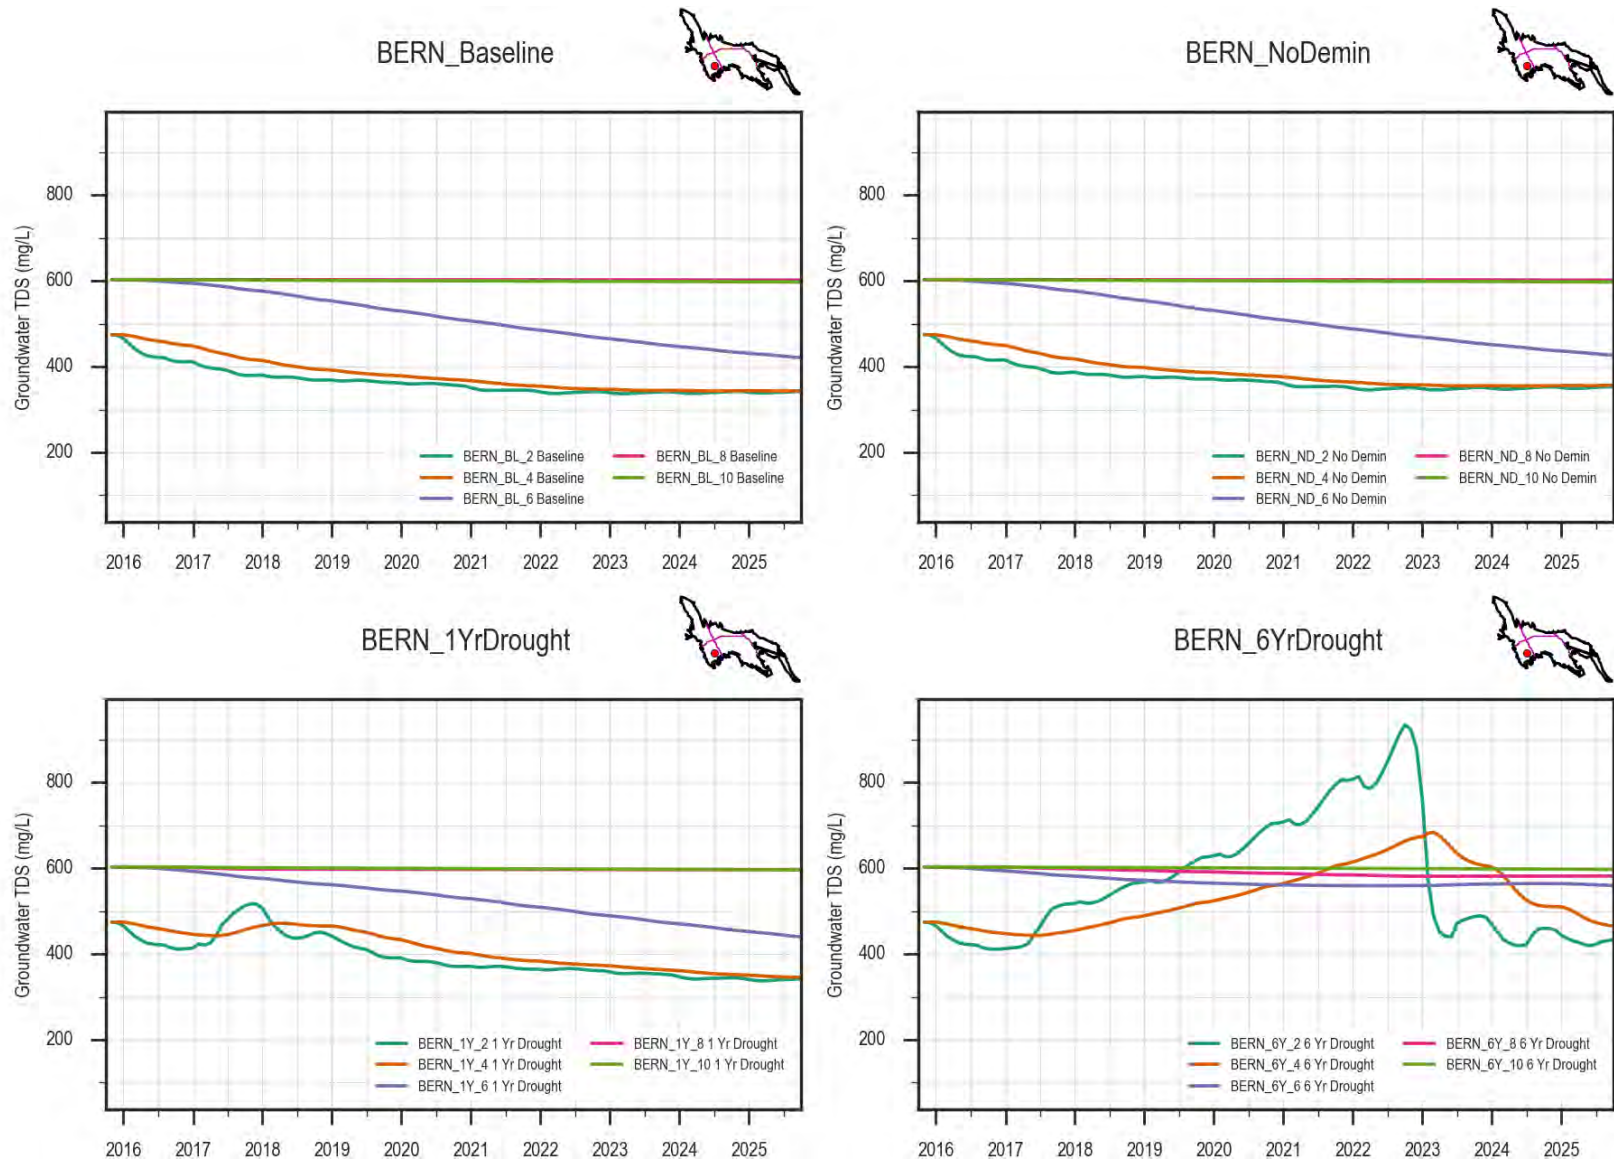 BERN_Baseline
Groundwater TDS (mg/L)
800
600
400
200
BERN_BL_2 Baseline
BERN_BL_8 Baseline
BERN_BL_4 Baseline
BERN_BL_10 Baseline
BERN_BL_6 Baseline
2016 2017 2018 2019 2020 2021 2022 2023 2024 2025
BERN_NoDemin
Groundwater TDS (mg/L)
800
600
400
200
BERN_ND_2 No Demin
BERN_ND_8 No Demin
BERN_ND_4 No Demin
BERN_ND_10 No Demin
BERN_ND_6 No Demin
2016 2017 2018 2019 2020 2021 2022 2023 2024 2025
BERN_1YrDrought
Groundwater TDS (mg/L)
800
600
400
200
BERN_1Y_2 1 Yr Drought
BERN_1Y_8 1 Yr Drought
BERN_1Y_4 1 Yr Drought
BERN_1Y_10 1 Yr Drought
BERN_1Y_6 1 Yr Drought
2016 2017 2018 2019 2020 2021 2022 2023 2024 2025
BERN_6YrDrought
Groundwater TDS (mg/L)
800
600
400
200
BERN_6Y_2 6 Yr Drought
BERN_6Y_8 6 Yr Drought
BERN_6Y_4 6 Yr Drought
BERN_6Y_10 6 Yr Drought
BERN_6Y_6 6 Yr Drought
2016 2017 2018 2019 2020 2021 2022 2023 2024 2025